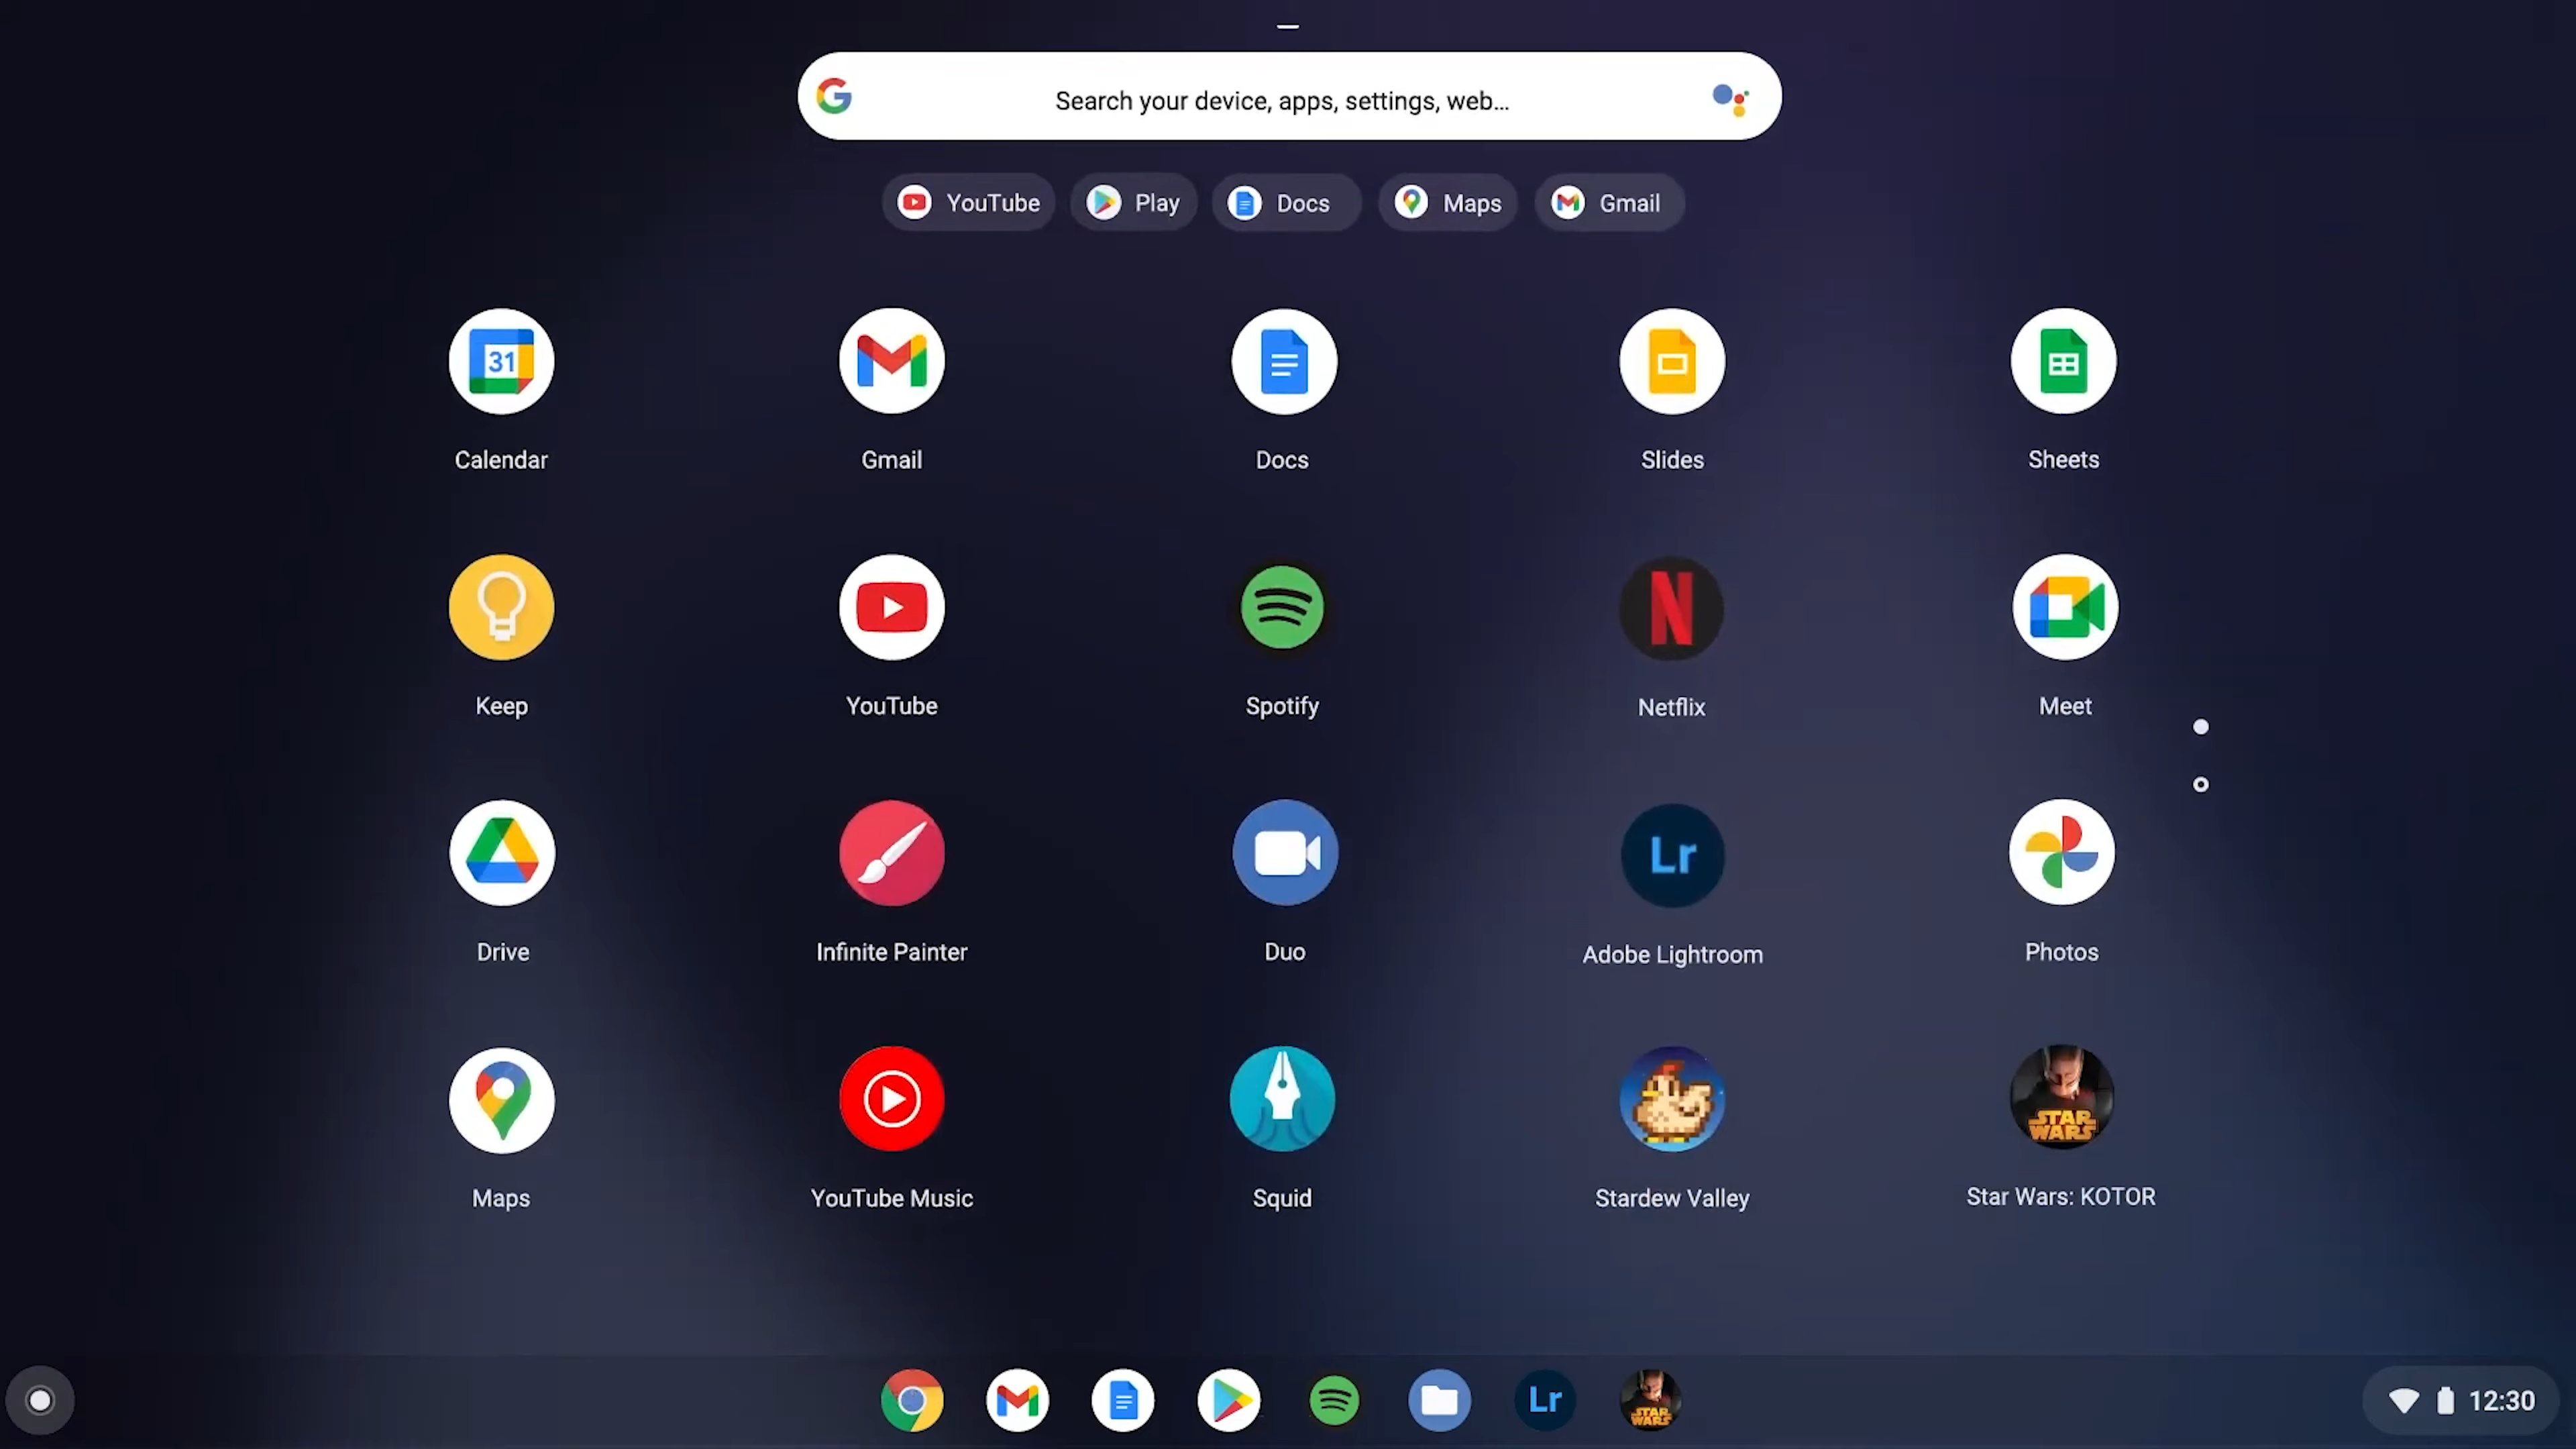 Search your device, apps, settings, web...
YouTube
Play
Docs
Maps
Gmail
31
Calendar
Gmail
Docs
Slides
Sheets
Keep
YouTube
Spotify
N
Netflix
Meet
Drive
Infinite Painter
Duo
Lr
Adobe Lightroom
Photos
Maps
YouTube Music
Squid
Stardew Valley
STAR
WARS
Star Wars: KOTOR
Lr
STAR
WARS
12:30